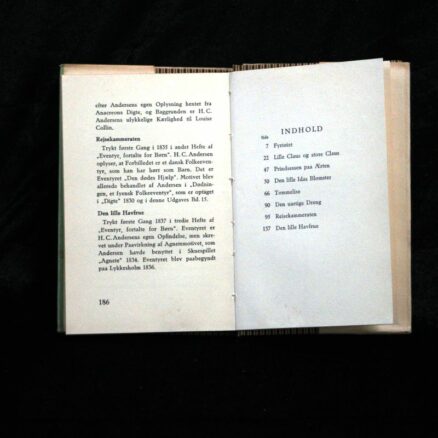 efter Andersens egen Oplysning hentet fra
Anacreons Digte, og Baggrunden er H. C.
Andersens ulykkelige Kærlighed til Louise
Collin.
Rejsekammeraten
Trykt første Gang i 1835 i andet Hefte af
„Eventyr, fortalte for Børn". H. C. Andersen
oplyser, at Forbilledet er et dansk Folkeeven-
tyr, som han har hørt som Barn. Det er
Eventyret „Den dødes Hjælp". Motivet blev
allerede behandlet af Andersen i „Dødnin-
gen, et fyensk Folkeeventyr", som er optaget
i „Digte" 1830 og i denne Udgaves Bd. 15.
Den lille Havfrue
Trykt første Gang i 1837 i tredie Hefte af
„Eventyr, fortalte for Børn". Eventyret er
H. C. Andersens egen Opfindelse, men skre-
vet under Paavirkning af Agnetemotivet, som
Andersen havde benyttet i Skuespillet
„Agnete" 1834. Eventyret blev paabegyndt
paa Lykkesholm 1836.
186
INDHOLD
Side
7 Fyrtøiet
22 Lille Claus og store Claus
47 Prindsessen paa Ærten
50 Den lille Idas Blomster
66 Tommelise
90 Den uartige Dreng
95 Rejsekammeraten
137 Den lille Havfrue